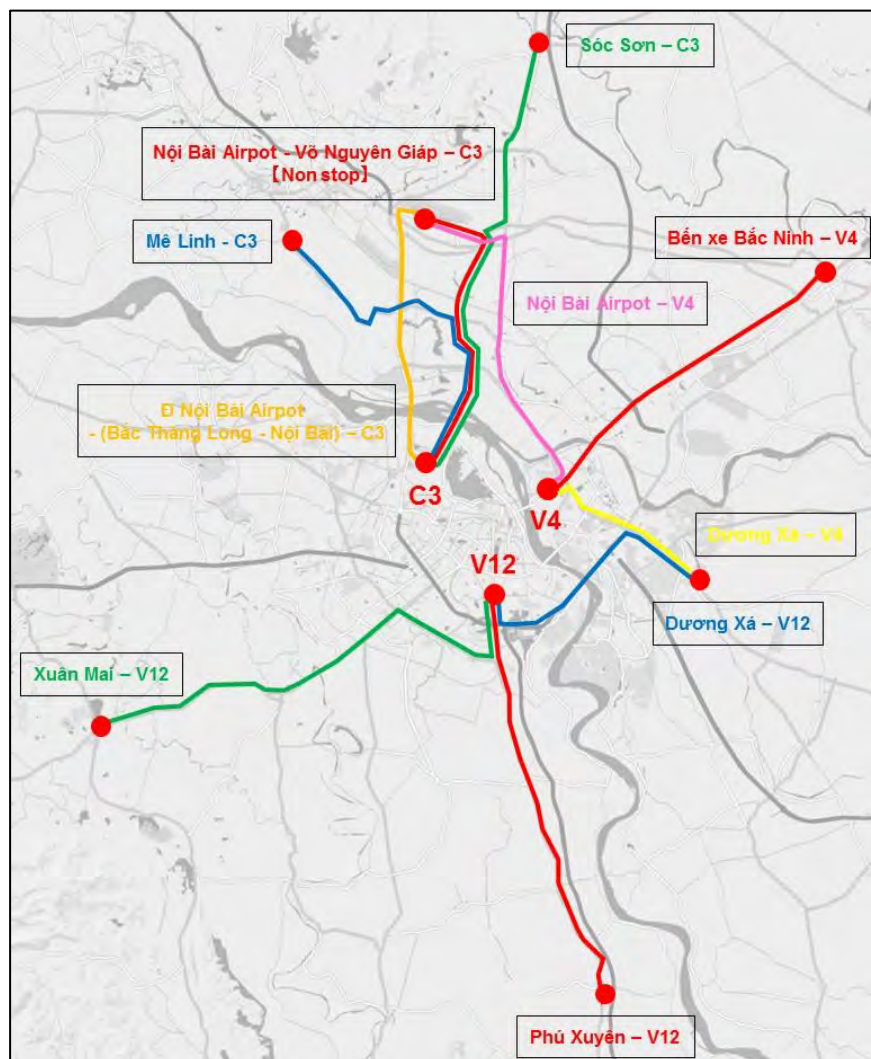 Sóc Sơn – C3
Nội Bài Airpot - Võ Nguyên Giáp – C3
【Non stop】
Mê Linh - C3
Bến xe Bắc Ninh – V4
Nội Bài Airpot – V4
Đ Nội Bài Airpot
- (Bắc Thăng Long - Nội Bài) – C3
C3
V4
V12
Dương Xá – V4
Dương Xá – V12
Xuân Mai – V12
Phú Xuyên – V12